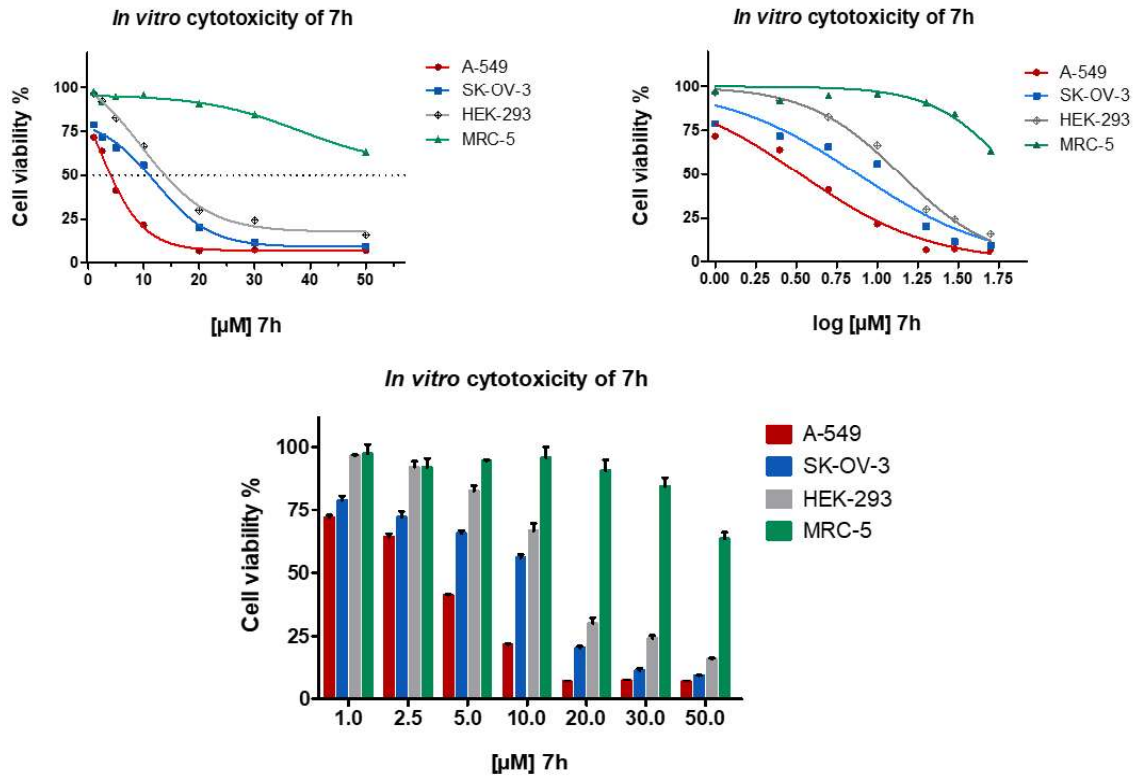 In vitro cytotoxicity of 7h
Cell viability %
100
75
50
25
0
0 10 20 30 40 50
[µM] 7h
A-549
SK-OV-3
HEK-293
MRC-5
In vitro cytotoxicity of 7h
Cell viability %
100
75
50
25
0
0.00 0.25 0.50 0.75 1.00 1.25 1.50 1.75
log [µM] 7h
A-549
SK-OV-3
HEK-293
MRC-5
In vitro cytotoxicity of 7h
Cell viability %
100
75
50
25
0
1.0 2.5 5.0 10.0 20.0 30.0 50.0
[µM] 7h
A-549
SK-OV-3
HEK-293
MRC-5